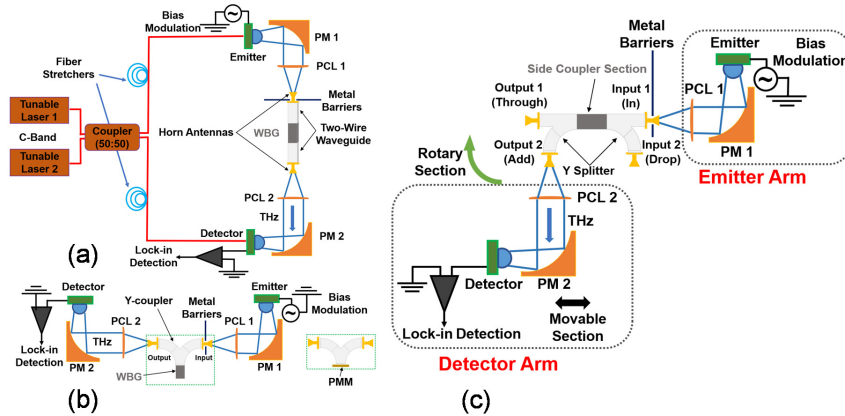 (a)
Bias
Modulation
Emitter
PM 1
PCL 1
Fiber
Stretchers
Metal
Barriers
Tunable
Laser 1
C-Band
Tunable
Laser 2
Coupler
(50:50)
Horn Antennas
WBG
Two-Wire
Waveguide
PCL 2
THz
Detector
PM 2
Lock-in
Detection
(b)
Detector
Y-coupler
Metal
Barriers
Emitter
Bias
Modulation
PCL 2
PCL 1
THz
Output
Input
Lock-in
Detection
PM 2
WBG
PM 1
PMM
(c)
Metal
Barriers
Emitter
Bias
Modulation
Side Coupler Section
Output 1
(Through)
Input 1
(In)
PCL 1
Output 2
(Add)
Input 2
(Drop)
PM 1
Rotary
Section
Y Splitter
Emitter Arm
PCL 2
THz
PM 2
Detector
Lock-in Detection
Movable
Section
Detector Arm